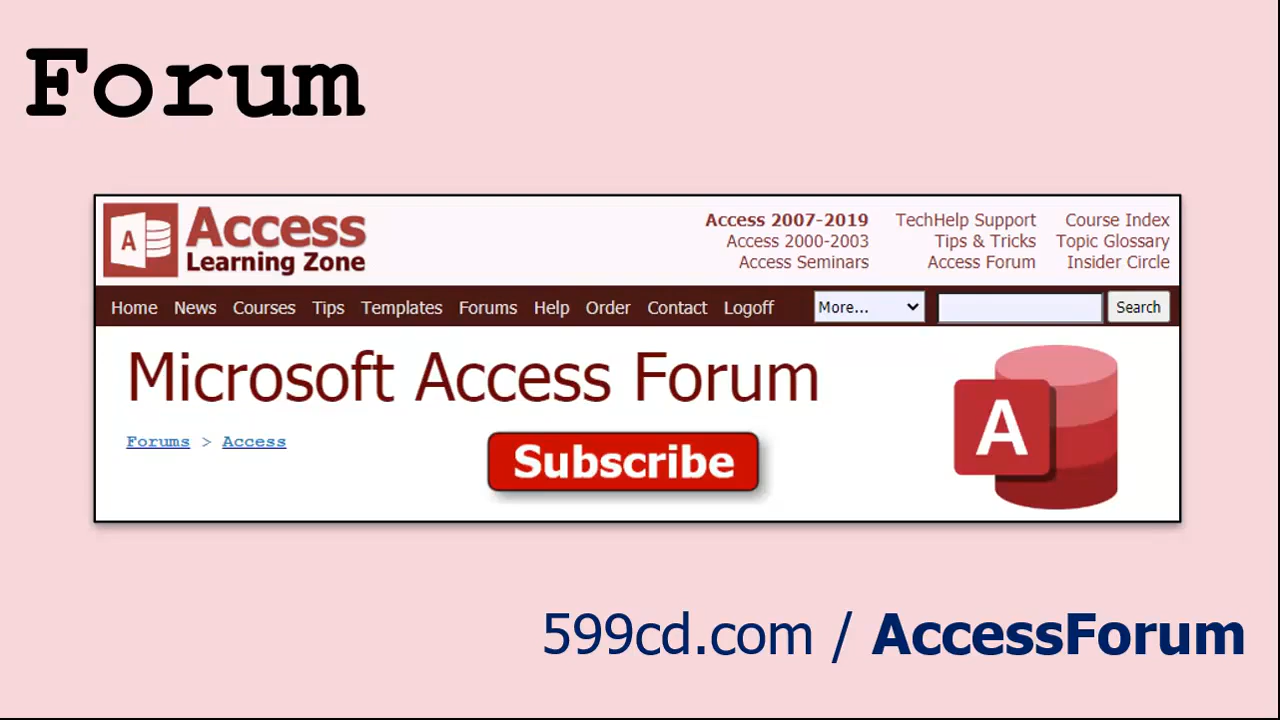 Forum
A Access
Learning Zone
Access 2007-2019 TechHelp Support Course Index
Access 2000-2003 Tips & Tricks Topic Glossary
Access Seminars Access Forum Insider Circle
Home News Courses Tips Templates Forums Help Order Contact Logoff More... Search
Microsoft Access Forum
Forums > Access
Subscribe
A
599cd.com / AccessForum